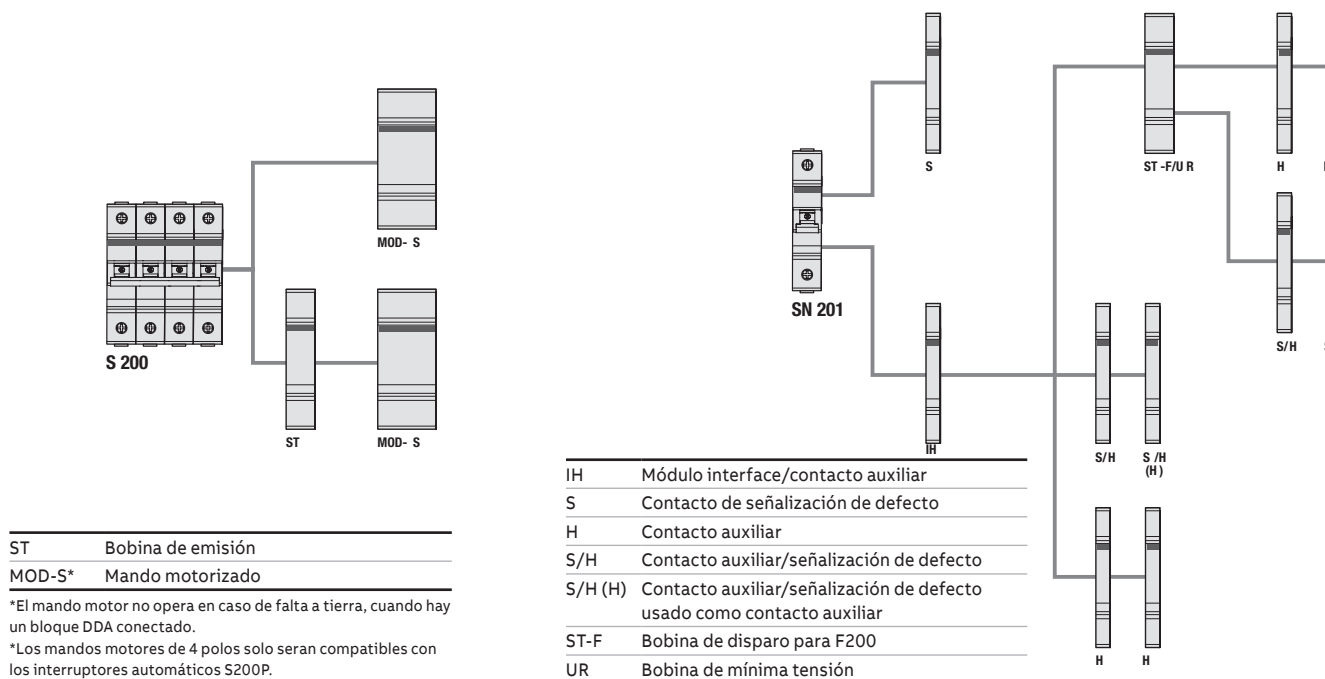 MOD- S
S 200
ST
MOD- S
ST Bobina de emisión
MOD-S* Mando motorizado
*El mando motor no opera en caso de falta a tierra, cuando hay
un bloque DDA conectado.
*Los mandos motores de 4 polos solo seran compatibles con
los interruptores automáticos S200P.
S
SN 201
IH
ST -F/U R
H
S/H
S/H
S /H
(H)
H
H
IH Módulo interface/contacto auxiliar
S Contacto de señalización de defecto
H Contacto auxiliar
S/H Contacto auxiliar/señalización de defecto
S/H (H) Contacto auxiliar/señalización de defecto
usado como contacto auxiliar
ST-F Bobina de disparo para F200
UR Bobina de mínima tensión